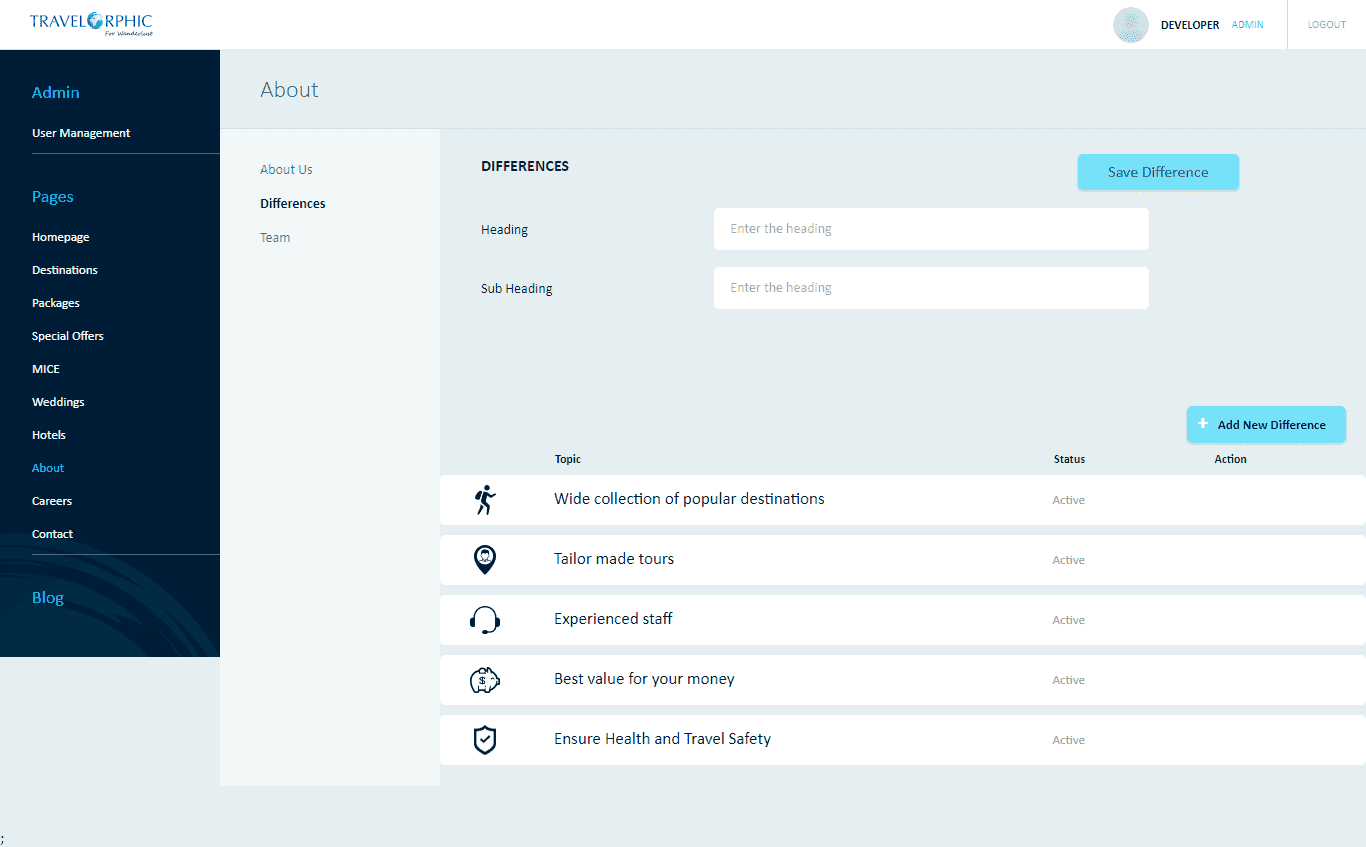 TRAVELORPHIC
For Wanderlust
DEVELOPER ADMIN LOGOUT
Admin
User Management
Pages
Homepage
Destinations
Packages
Special Offers
MICE
Weddings
Hotels
About
Careers
Contact
Blog
About
About Us
Differences
Team
DIFFERENCES
Save Difference
Heading
Enter the heading
Sub Heading
Enter the heading
+ Add New Difference
Topic Status Action
Wide collection of popular destinations Active
Tailor made tours Active
Experienced staff Active
$ Best value for your money Active
Ensure Health and Travel Safety Active
;